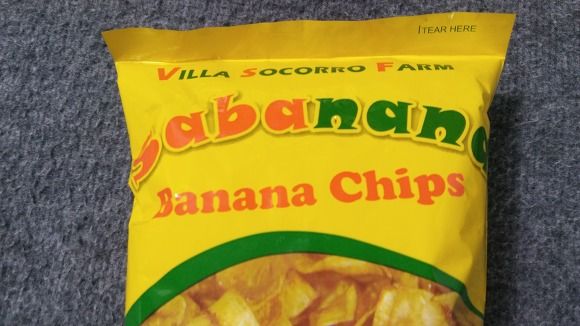 TEAR HERE
VILLA SOCORRO FARM
Sabanana
Banana Chips